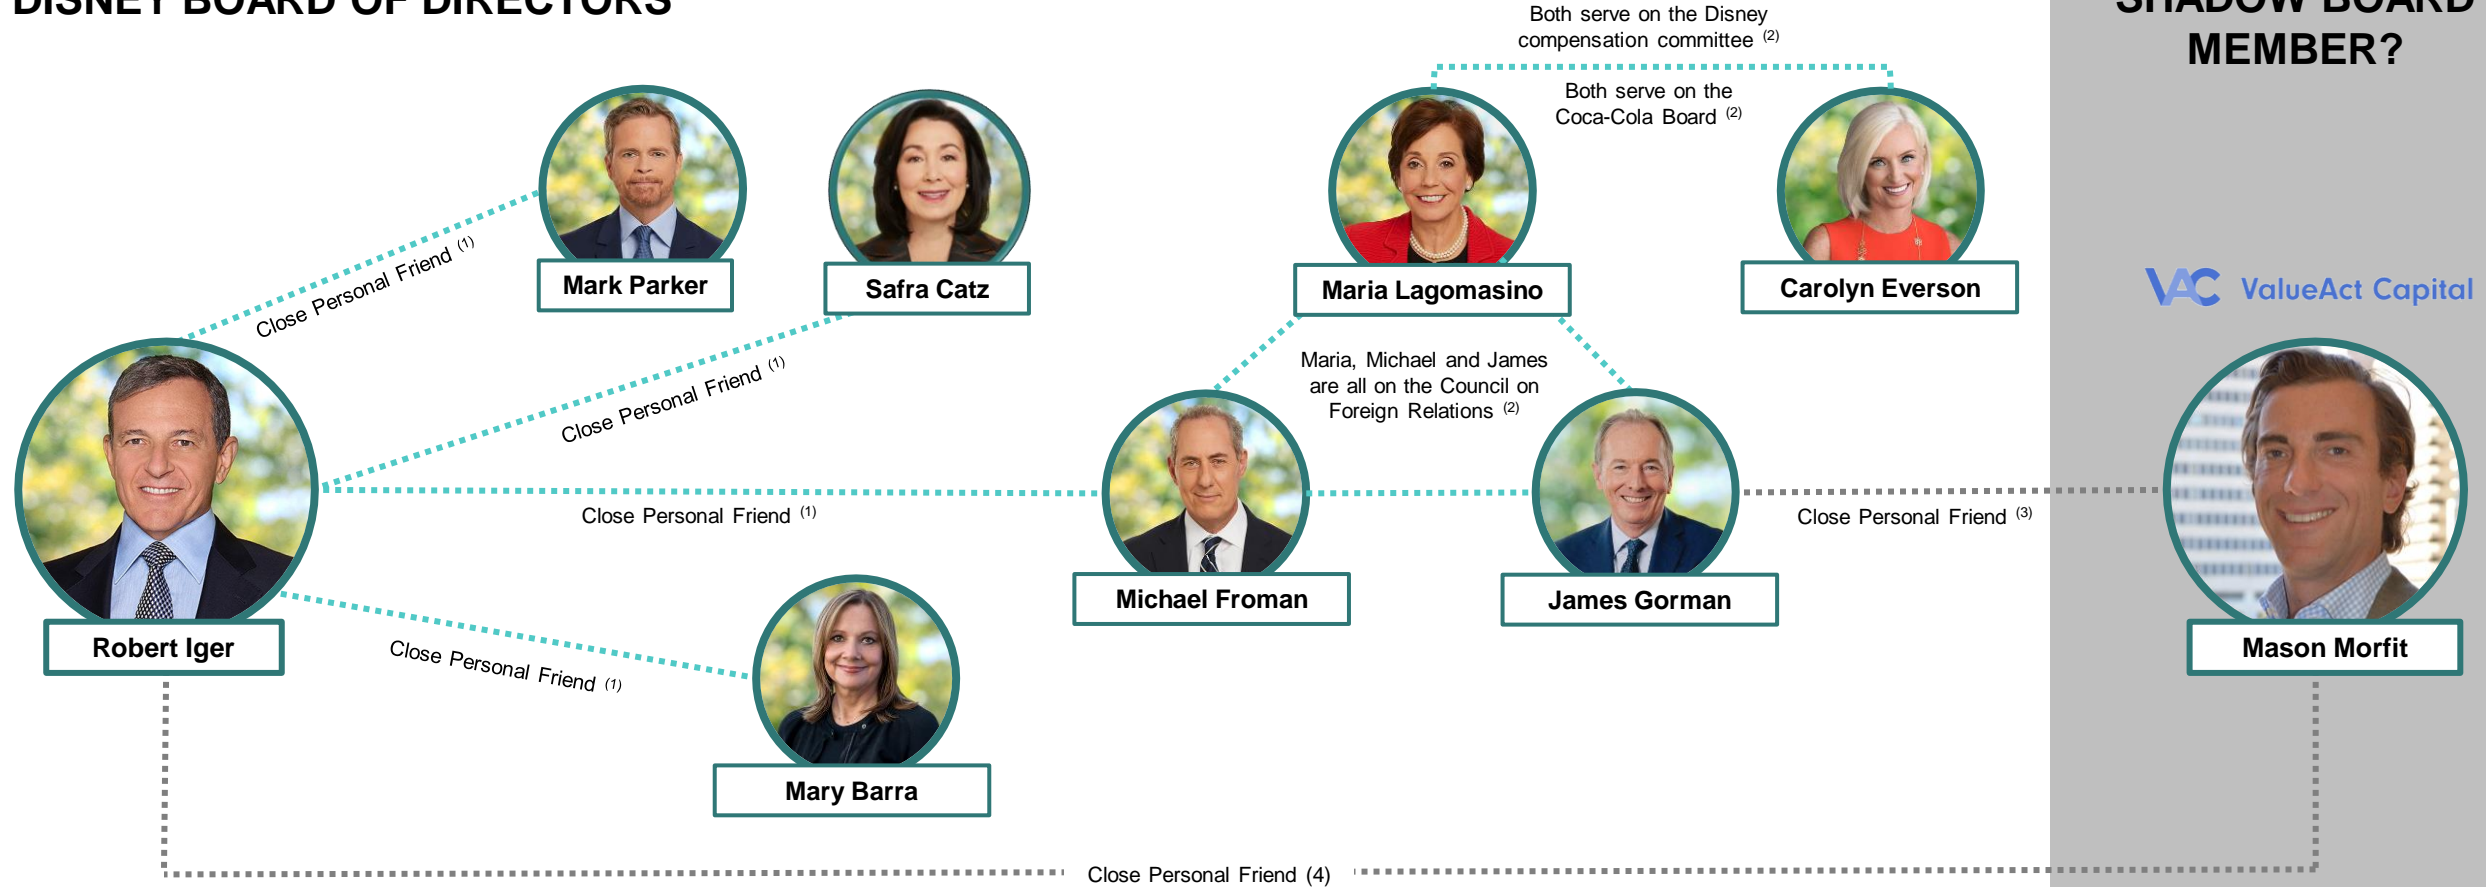 DISNEY BOARD OF DIRECTORS
SHADOW BOARD
MEMBER?
Both serve on the Disney
compensation committee (2)
Both serve on the
Coca-Cola Board (2)
Mark Parker
Safra Catz
Maria Lagomasino
Carolyn Everson
VAC ValueAct Capital
Close Personal Friend (1)
Close Personal Friend (1)
Maria, Michael and James
are all on the Council on
Foreign Relations (2)
Close Personal Friend (1)
Close Personal Friend (3)
Michael Froman
James Gorman
Robert Iger
Mason Morfit
Close Personal Friend (1)
Mary Barra
Close Personal Friend (4)